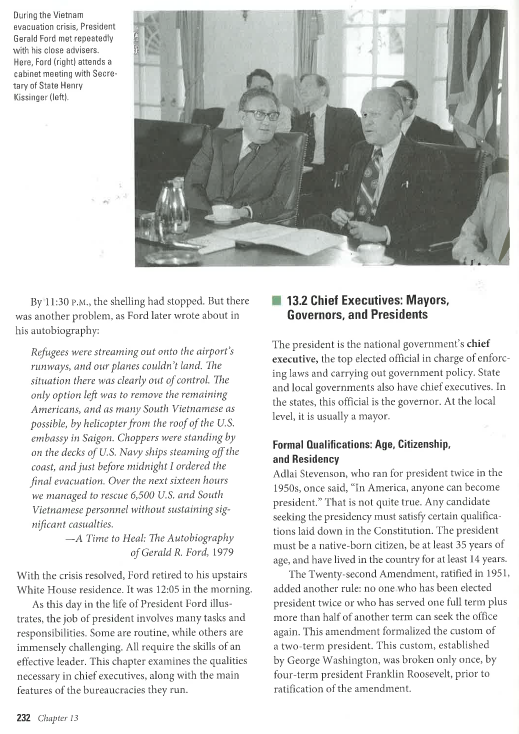 During the Vietnam
evacuation crisis, President
Gerald Ford met repeatedly
with his close advisers.
Here, Ford (right) attends a
cabinet meeting with Secre-
tary of State Henry
Kissinger (left).
By 11:30 P.M., the shelling had stopped. But there
was another problem, as Ford later wrote about in
his autobiography:
Refugees were streaming out onto the airport's
runways, and our planes couldn't land. The
situation there was clearly out of control. The
only option left was to remove the remaining
Americans, and as many South Vietnamese as
possible, by helicopter from the roof of the U.S.
embassy in Saigon. Choppers were standing by
on the decks of U.S. Navy ships steaming off the
coast, and just before midnight I ordered the
final evacuation. Over the next sixteen hours
we managed to rescue 6,500 U.S. and South
Vietnamese personnel without sustaining sig-
nificant casualties.
—A Time to Heal: The Autobiography
of Gerald R. Ford, 1979
With the crisis resolved, Ford retired to his upstairs
White House residence. It was 12:05 in the morning.
As this day in the life of President Ford illus-
trates, the job of president involves many tasks and
responsibilities. Some are routine, while others are
immensely challenging. All require the skills of an
effective leader. This chapter examines the qualities
necessary in chief executives, along with the main
features of the bureaucracies they run.
13.2 Chief Executives: Mayors,
Governors, and Presidents
The president is the national government's chief
executive, the top elected official in charge of enforc-
ing laws and carrying out government policy. State
and local governments also have chief executives. In
the states, this official is the governor. At the local
level, it is usually a mayor.
Formal Qualifications: Age, Citizenship,
and Residency
Adlai Stevenson, who ran for president twice in the
1950s, once said, "In America, anyone can become
president." That is not quite true. Any candidate
seeking the presidency must satisfy certain qualifica-
tions laid down in the Constitution. The president
must be a native-born citizen, be at least 35 years of
age, and have lived in the country for at least 14 years.
The Twenty-second Amendment, ratified in 1951,
added another rule: no one who has been elected
president twice or who has served one full term plus
more than half of another term can seek the office
again. This amendment formalized the custom of
a two-term president. This custom, established
by George Washington, was broken only once, by
four-term president Franklin Roosevelt, prior to
ratification of the amendment.
232 Chapter 13